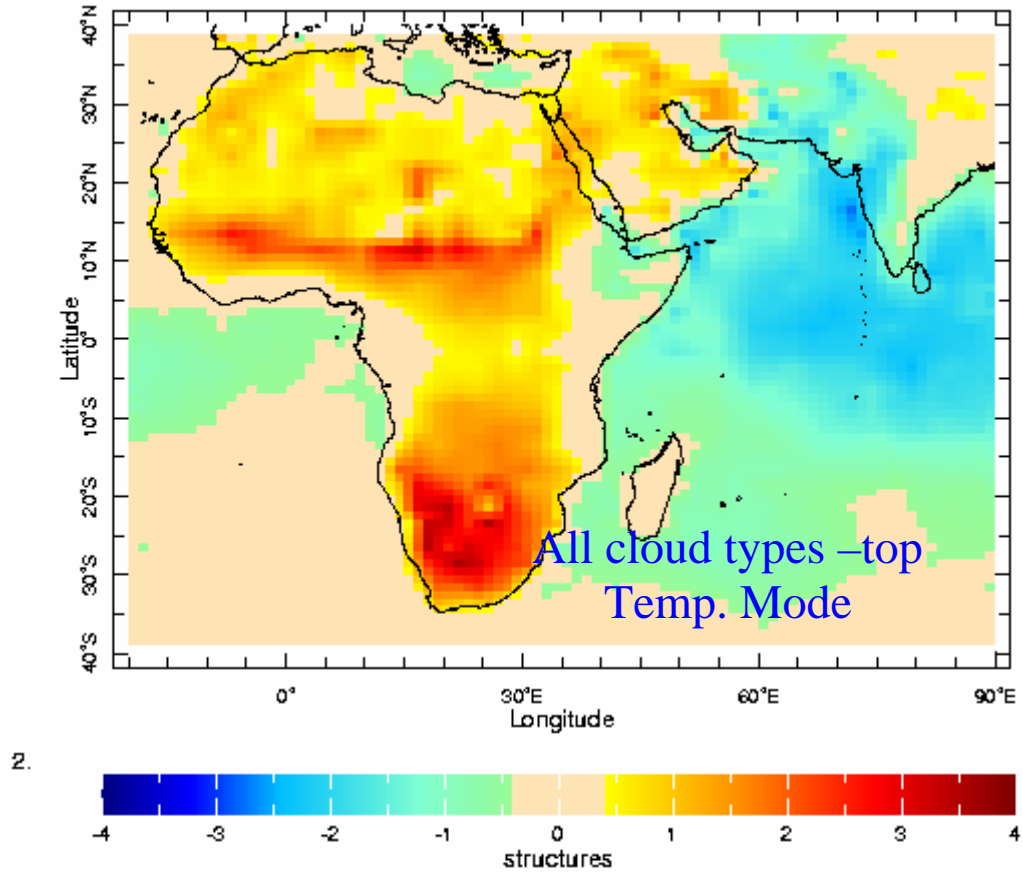 40°N
30°N
20°N
10°N
0°
10°S
20°S
30°S
40°S
Latitude
All cloud types –top
Temp. Mode
0° 30°E 60°E 90°E
Longitude
2.
-4 -3 -2 -1 0 1 2 3 4
structures